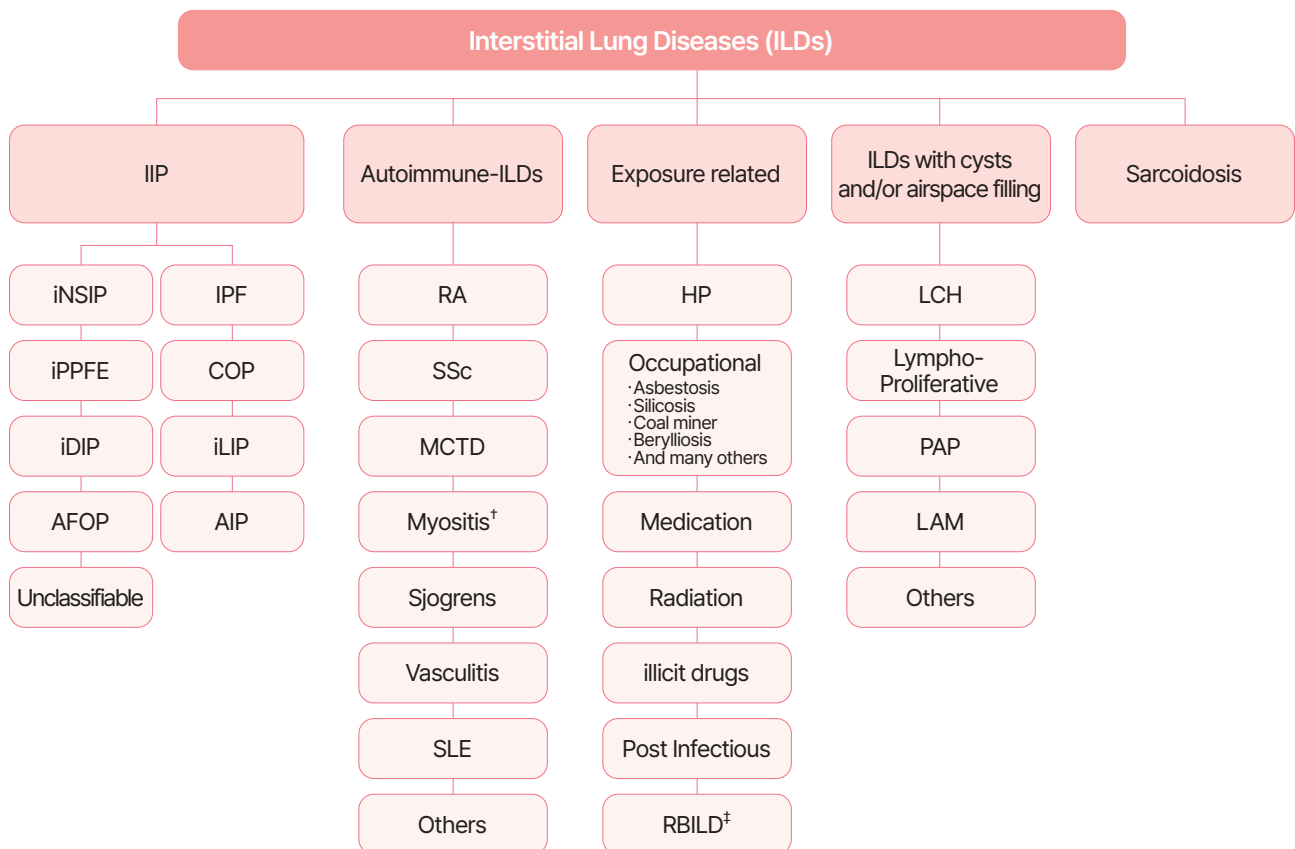 Interstitial Lung Diseases (ILDs)
IIP
Autoimmune-ILDs
Exposure related
ILDs with cysts
and/or airspace filling
Sarcoidosis
iNSIP
IPF
iPPFE
COP
iDIP
iLIP
AFOP
AIP
Unclassifiable
RA
SSc
MCTD
Myositis†
Sjogrens
Vasculitis
SLE
Others
HP
Occupational
·Asbestosis
·Silicosis
·Coal miner
·Berylliosis
·And many others
Medication
Radiation
illicit drugs
Post Infectious
RBILD‡
LCH
Lympho-
Proliferative
PAP
LAM
Others